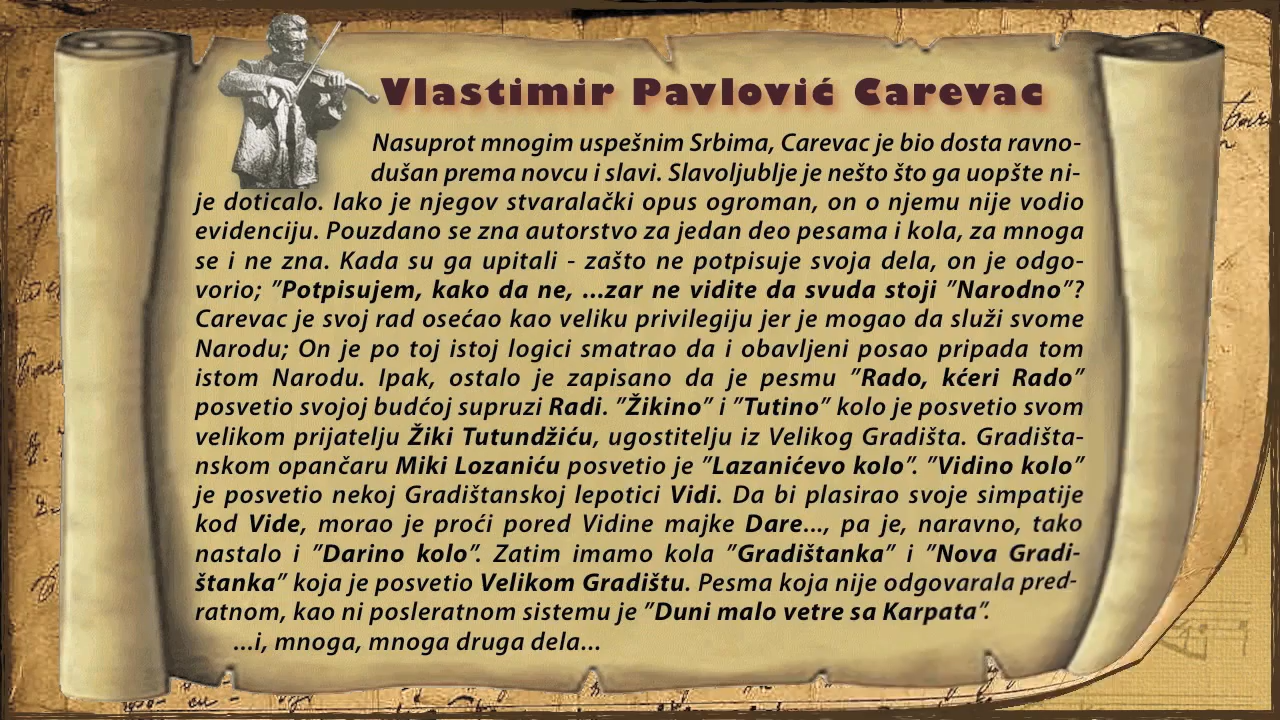 Vlastimir Pavlović Carevac
Nasuprot mnogim uspešnim Srbima, Carevac je bio dosta ravno-
dušan prema novcu i slavi. Slavoljublje je nešto što ga uopšte ni-
je doticalo. Iako je njegov stvaralački opus ogroman, on o njemu nije vodio
evidenciju. Pouzdano se zna autorstvo za jedan deo pesama i kola, za mnoga
se i ne zna. Kada su ga upitali - zašto ne potpisuje svoja dela, on je odgo-
vorio; ”Potpisujem, kako da ne, ...zar ne vidite da svuda stoji ”Narodno”?
Carevac je svoj rad osećao kao veliku privilegiju jer je mogao da služi svome
Narodu; On je po toj istoj logici smatrao da i obavljeni posao pripada tom
istom Narodu. Ipak, ostalo je zapisano da je pesmu ”Rado, kćeri Rado”
posvetio svojoj budćoj supruzi Radi. ”Žikino” i ”Tutino” kolo je posvetio svom
velikom prijatelju Žiki Tutundžiću, ugostitelju iz Velikog Gradišta. Gradišta-
nskom opančaru Miki Lozaniću posvetio je ”Lazanićevo kolo”. ”Vidino kolo”
je posvetio nekoj Gradištanskoj lepotici Vidi. Da bi plasirao svoje simpatije
kod Vide, morao je proći pored Vidine majke Dare..., pa je, naravno, tako
nastalo i ”Darino kolo”. Zatim imamo kola ”Gradištanka” i ”Nova Gradi-
štanka” koja je posvetio Velikom Gradištu. Pesma koja nije odgovarala pred-
ratnom, kao ni posleratnom sistemu je ”Duni malo vetre sa Karpata”.
...i, mnoga, mnoga druga dela...